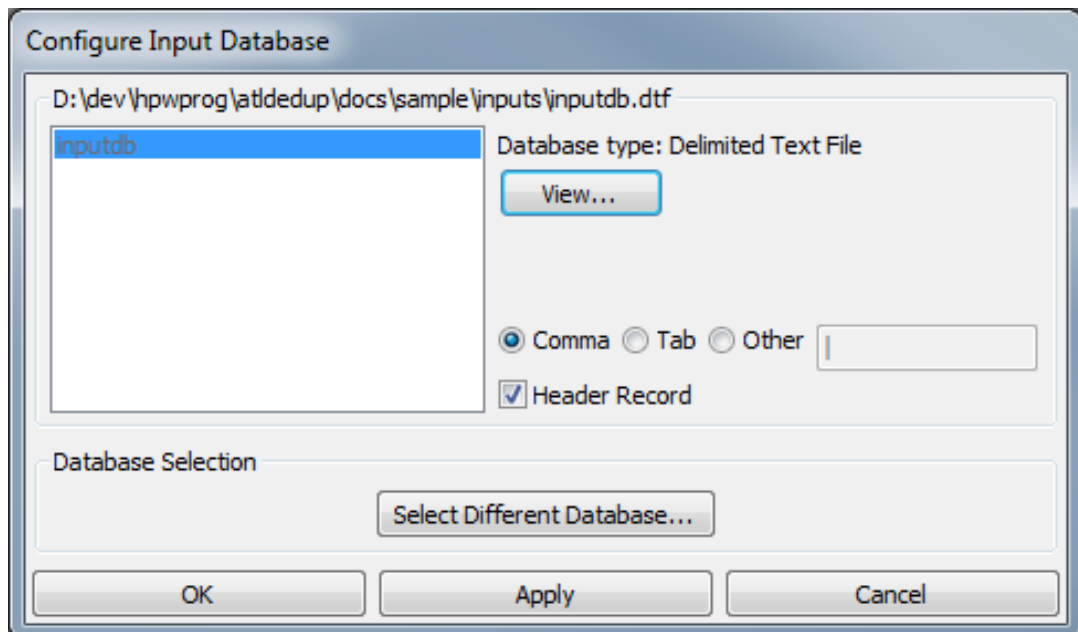 Configure Input Database
D:\dev\hpwprog\atldedup\docs\sample\inputs\inputdb.dtf
inputdb
Database type: Delimited Text File
View...
Comma Tab Other |
Header Record
Database Selection
Select Different Database...
OK Apply Cancel